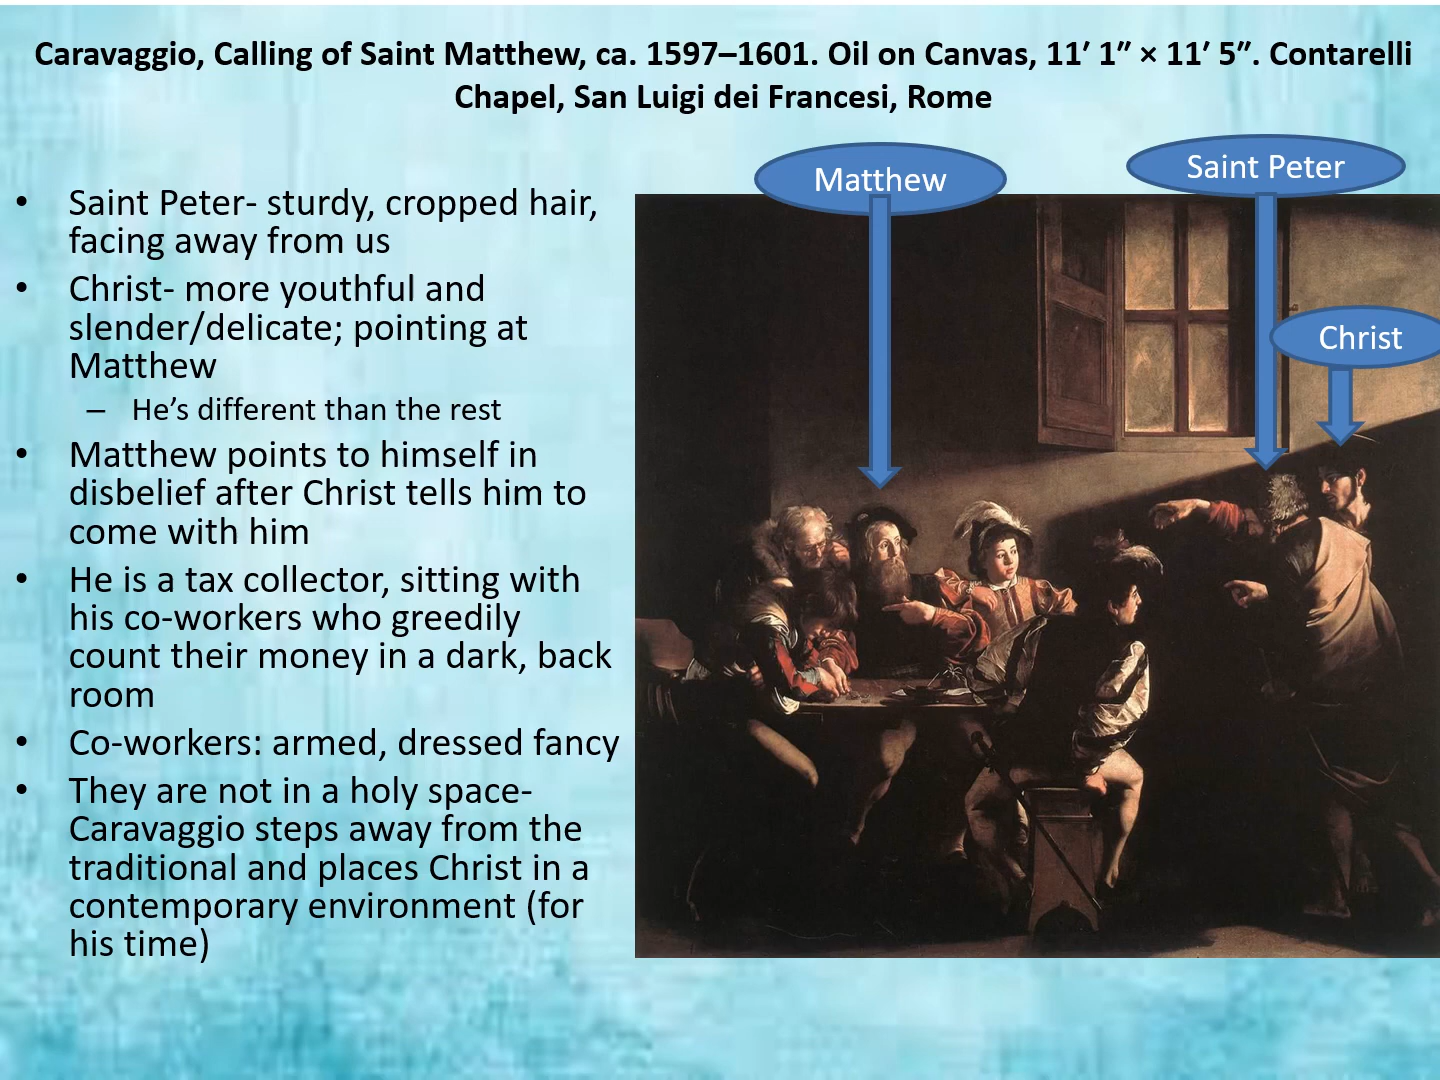 Caravaggio, Calling of Saint Matthew, ca. 1597–1601. Oil on Canvas, 11′ 1″ × 11′ 5″. Contarelli
Chapel, San Luigi dei Francesi, Rome
Matthew
Saint Peter
Christ
• Saint Peter- sturdy, cropped hair,
facing away from us
• Christ- more youthful and
slender/delicate; pointing at
Matthew
– He’s different than the rest
• Matthew points to himself in
disbelief after Christ tells him to
come with him
• He is a tax collector, sitting with
his co-workers who greedily
count their money in a dark, back
room
• Co-workers: armed, dressed fancy
• They are not in a holy space-
Caravaggio steps away from the
traditional and places Christ in a
contemporary environment (for
his time)